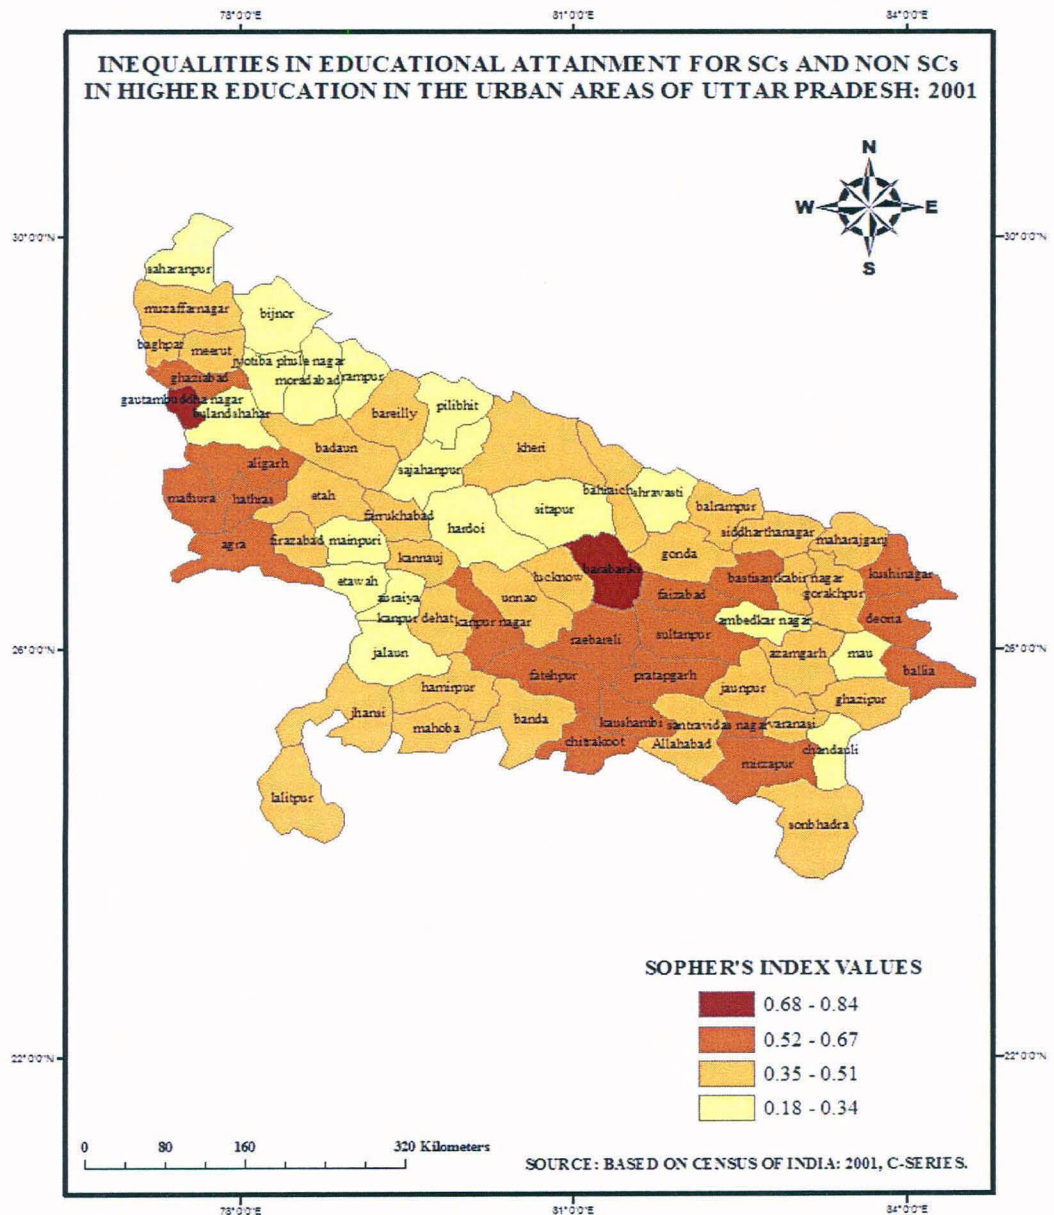 78°0'0"E 81°0'0"E 84°0'0"E
INEQUALITIES IN EDUCATIONAL ATTAINMENT FOR SCs AND NON SCs
IN HIGHER EDUCATION IN THE URBAN AREAS OF UTTAR PRADESH: 2001
N
W E
S
30°0'0"N 30°0'0"N
saharanpur
muzaffarnagar
bijnor
baghpat
meerut
jyotiba phule nagar
ghaziabad
moradabad
rampur
gautambuddha nagar
bulandshahar
bareilly
pilibhit
badaun
kheri
aligarh
sajahanpur
mathura
hathras
etah
bahraich
shravasti
balrampur
farrukhabad
hardoi
sitapur
siddharthanagar
maharajganj
agra
firazabad
mainpuri
kannauj
gonda
etawah
lucknow
barabanki
basti
santkabir nagar
kushinagar
auraiya
unnao
faizabad
gorakhpur
kanpur dehat
kanpur nagar
ambedkar nagar
deoria
raebareli
sultanpur
26°0'0"N 26°0'0"N
jalaun
azamgarh
mau
fatehpur
pratapgarh
ballia
hamirpur
jaunpur
ghazipur
jhansi
banda
kaushambi
santravidas nagar
varanasi
mahoba
chitrakoot
Allahabad
chandauli
mirzapur
lalitpur
sonbhadra
SOPHER'S INDEX VALUES
0.68 - 0.84
0.52 - 0.67
22°0'0"N 22°0'0"N
0.35 - 0.51
0.18 - 0.34
0 80 160 320 Kilometers
SOURCE: BASED ON CENSUS OF INDIA: 2001, C-SERIES.
78°0'0"E 81°0'0"E 84°0'0"E